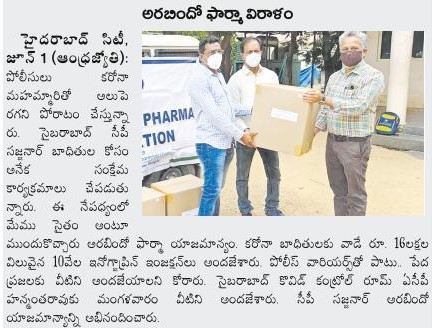 అరబిందో ఫార్మా విరాళం
హైదరాబాద్ సిటీ,
జూన్ 1 (ఆంధ్రజ్యోతి):
పోలీసులు కరోనా
మహమ్మారితో అలుపె
రగని పోరాటం చేస్తున్నా
రు. సైబరాబాద్ సీపీ
సజ్జనార్ బాధితుల కోసం
అనేక సంక్షేమ
కార్యక్రమాలు చేపడుతు
న్నారు. ఈ నేపథ్యంలో
మేము సైతం అంటూ
ముందుకొచ్చారు అరబిందో ఫార్మా యాజమాన్యం. కరోనా బాధితులకు వాడే రూ. 16లక్షల
విలువైన 10వేల ఇనోగ్జాప్రిన్ ఇంజక్షన్‌లు అందజేశారు. పోలీస్ వారియర్స్‌తో పాటు.. పేద
ప్రజలకు వీటిని అందజేయాలని కోరారు. సైబరాబాద్ కొవిడ్ కంట్రోల్ రూమ్ ఏసీపీ
హన్మంతరావుకు మంగళవారం వీటిని అందజేశారు. సీపీ సజ్జనార్ అరబిందో
యాజమాన్యాన్ని అభినందించారు.
PHARMA
CTION